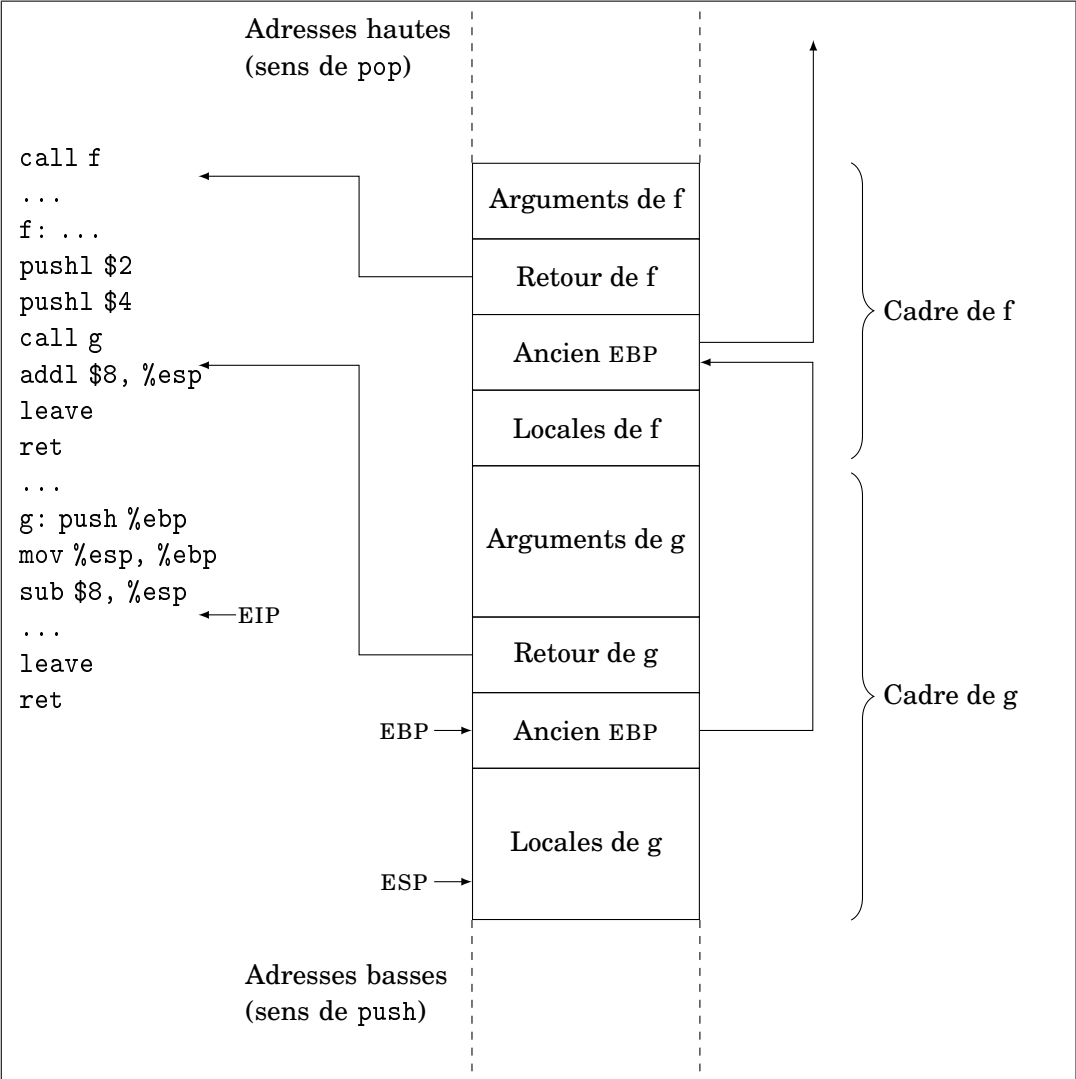 Adresses hautes
(sens de pop)
call f
...
f: ...
pushl $2
pushl $4
call g
addl $8, %esp
leave
ret
...
g: push %ebp
mov %esp, %ebp
sub $8, %esp
...
leave
ret
EIP
Arguments de f
Retour de f
Ancien EBP
Locales de f
Arguments de g
Retour de g
EBP
Ancien EBP
Locales de g
ESP
Cadre de f
Cadre de g
Adresses basses
(sens de push)